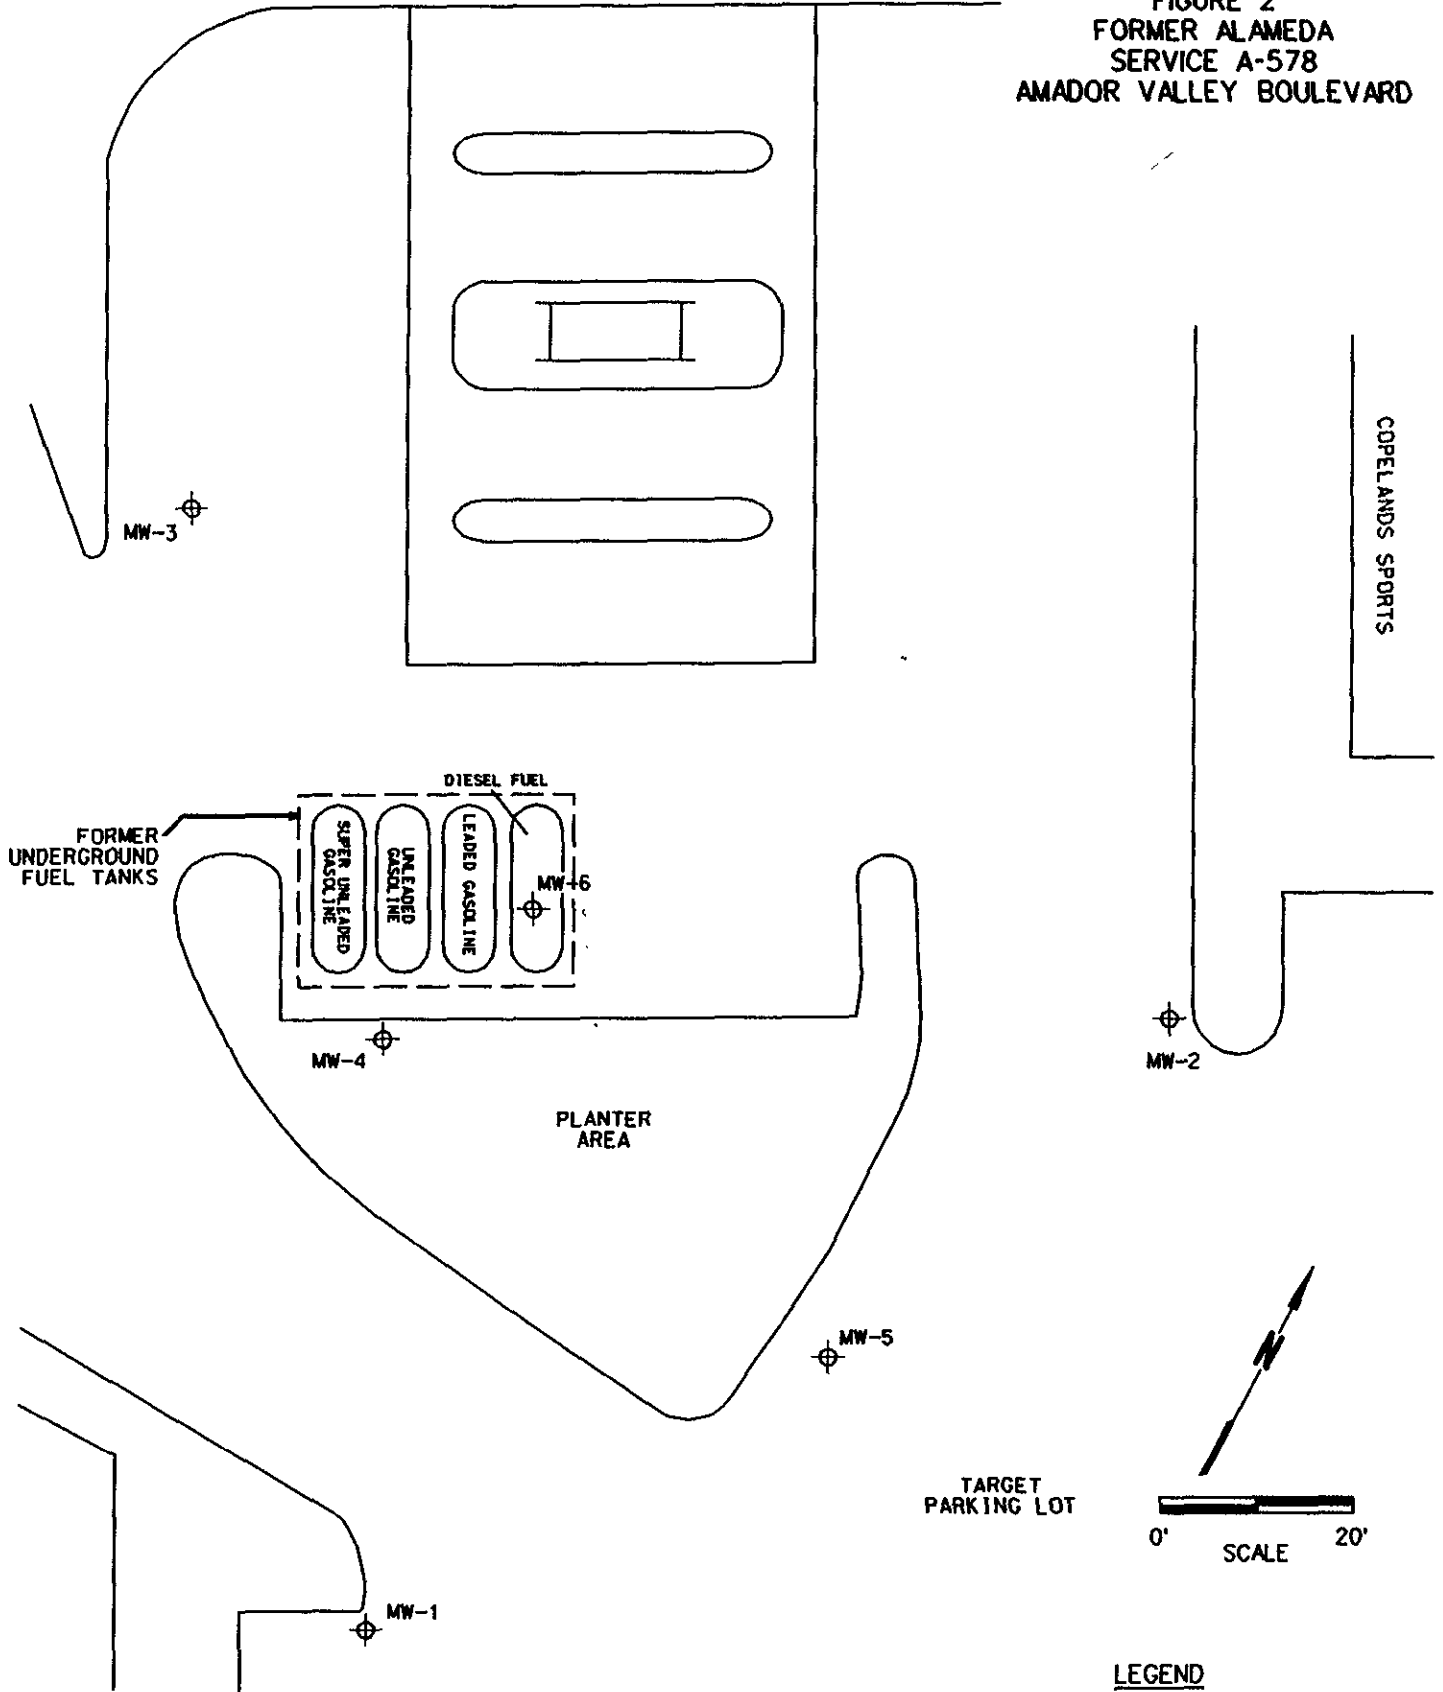 FIGURE 2
FORMER ALAMEDA
SERVICE A-578
AMADOR VALLEY BOULEVARD
COPELANDS SPORTS
MW-3
DIESEL FUEL
FORMER
UNDERGROUND
FUEL TANKS
SUPER UNLEADED
GASOLINE
UNLEADED
GASOLINE
LEADED GASOLINE
MW-6
MW-4
MW-2
PLANTER
AREA
MW-5
N
TARGET
PARKING LOT
0'
20'
SCALE
MW-1
LEGEND